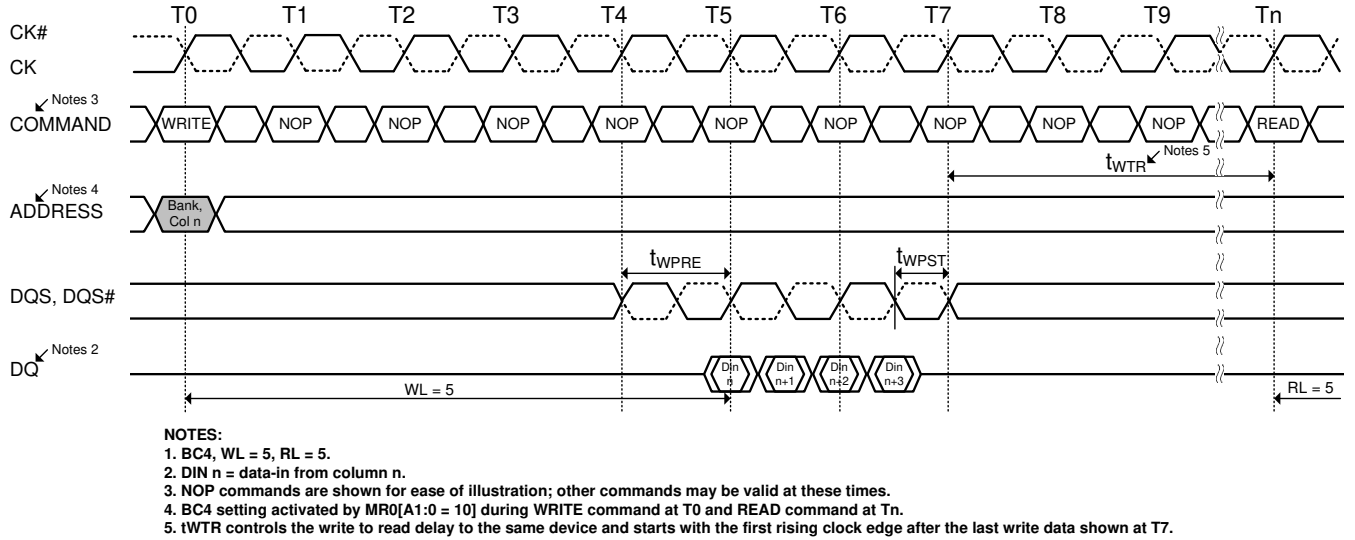 T0 T1 T2 T3 T4 T5 T6 T7 T8 T9 Tn
CK#
CK
Notes 3
COMMAND WRITE NOP NOP NOP NOP NOP NOP NOP NOP NOP READ
tWTR Notes 5
Notes 4
ADDRESS
Bank,
Col n
tWPRE tWPST
DQS, DQS#
Notes 2
DQ
Din Din Din Din
n n+1 n+2 n+3
WL = 5 RL = 5
NOTES:
1. BC4, WL = 5, RL = 5.
2. DIN n = data-in from column n.
3. NOP commands are shown for ease of illustration; other commands may be valid at these times.
4. BC4 setting activated by MR0[A1:0 = 10] during WRITE command at T0 and READ command at Tn.
5. tWTR controls the write to read delay to the same device and starts with the first rising clock edge after the last write data shown at T7.